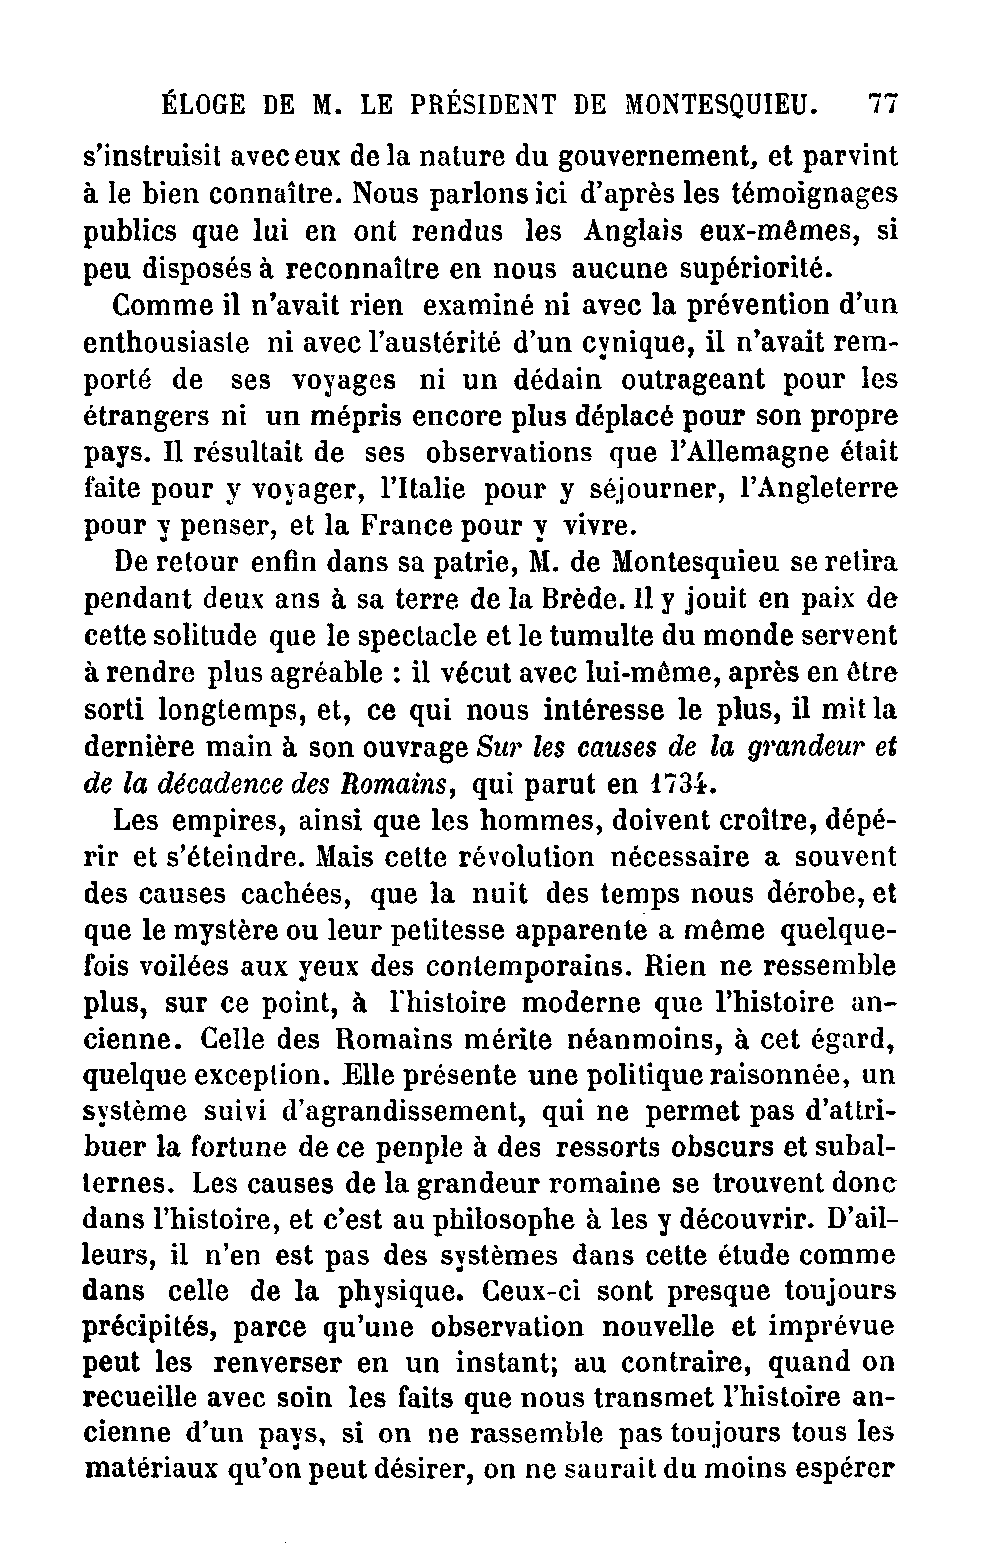 ÉLOGE DE M. LE PRÉSIDENT DE MONTESQUIEU. 77
s'instruisit avec eux de la nature du gouvernement, et parvint
à le bien connaître. Nous parlons ici d'après les témoignages
publics que lui en ont rendus les Anglais eux-mêmes, si
peu disposés à reconnaître en nous aucune supériorité.
Comme il n'avait rien examiné ni avec la prévention d'un
enthousiaste ni avec l'austérité d'un cynique, il n'avait rem-
porté de ses voyages ni un dédain outrageant pour les
étrangers ni un mépris encore plus déplacé pour son propre
pays. Il résultait de ses observations que l'Allemagne était
faite pour y voyager, l'Italie pour y séjourner, l'Angleterre
pour y penser, et la France pour y vivre.
De retour enfin dans sa patrie, M. de Montesquieu se retira
pendant deux ans à sa terre de la Brède. Il y jouit en paix de
cette solitude que le spectacle et le tumulte du monde servent
à rendre plus agréable : il vécut avec lui-même, après en être
sorti longtemps, et, ce qui nous intéresse le plus, il mit la
dernière main à son ouvrage Sur les causes de la grandeur et
de la décadence des Romains, qui parut en 1734.
Les empires, ainsi que les hommes, doivent croître, dépé-
rir et s'éteindre. Mais cette révolution nécessaire a souvent
des causes cachées, que la nuit des temps nous dérobe, et
que le mystère ou leur petitesse apparente a même quelque-
fois voilées aux yeux des contemporains. Rien ne ressemble
plus, sur ce point, à l'histoire moderne que l'histoire an-
cienne. Celle des Romains mérite néanmoins, à cet égard,
quelque exception. Elle présente une politique raisonnée, un
système suivi d'agrandissement, qui ne permet pas d'attri-
buer la fortune de ce penple à des ressorts obscurs et subal-
ternes. Les causes de la grandeur romaine se trouvent donc
dans l'histoire, et c'est au philosophe à les y découvrir. D'ail-
leurs, il n'en est pas des systèmes dans cette étude comme
dans celle de la physique. Ceux-ci sont presque toujours
précipités, parce qu'une observation nouvelle et imprévue
peut les renverser en un instant; au contraire, quand on
recueille avec soin les faits que nous transmet l'histoire an-
cienne d'un pays, si on ne rassemble pas toujours tous les
matériaux qu'on peut désirer, on ne saurait du moins espérer